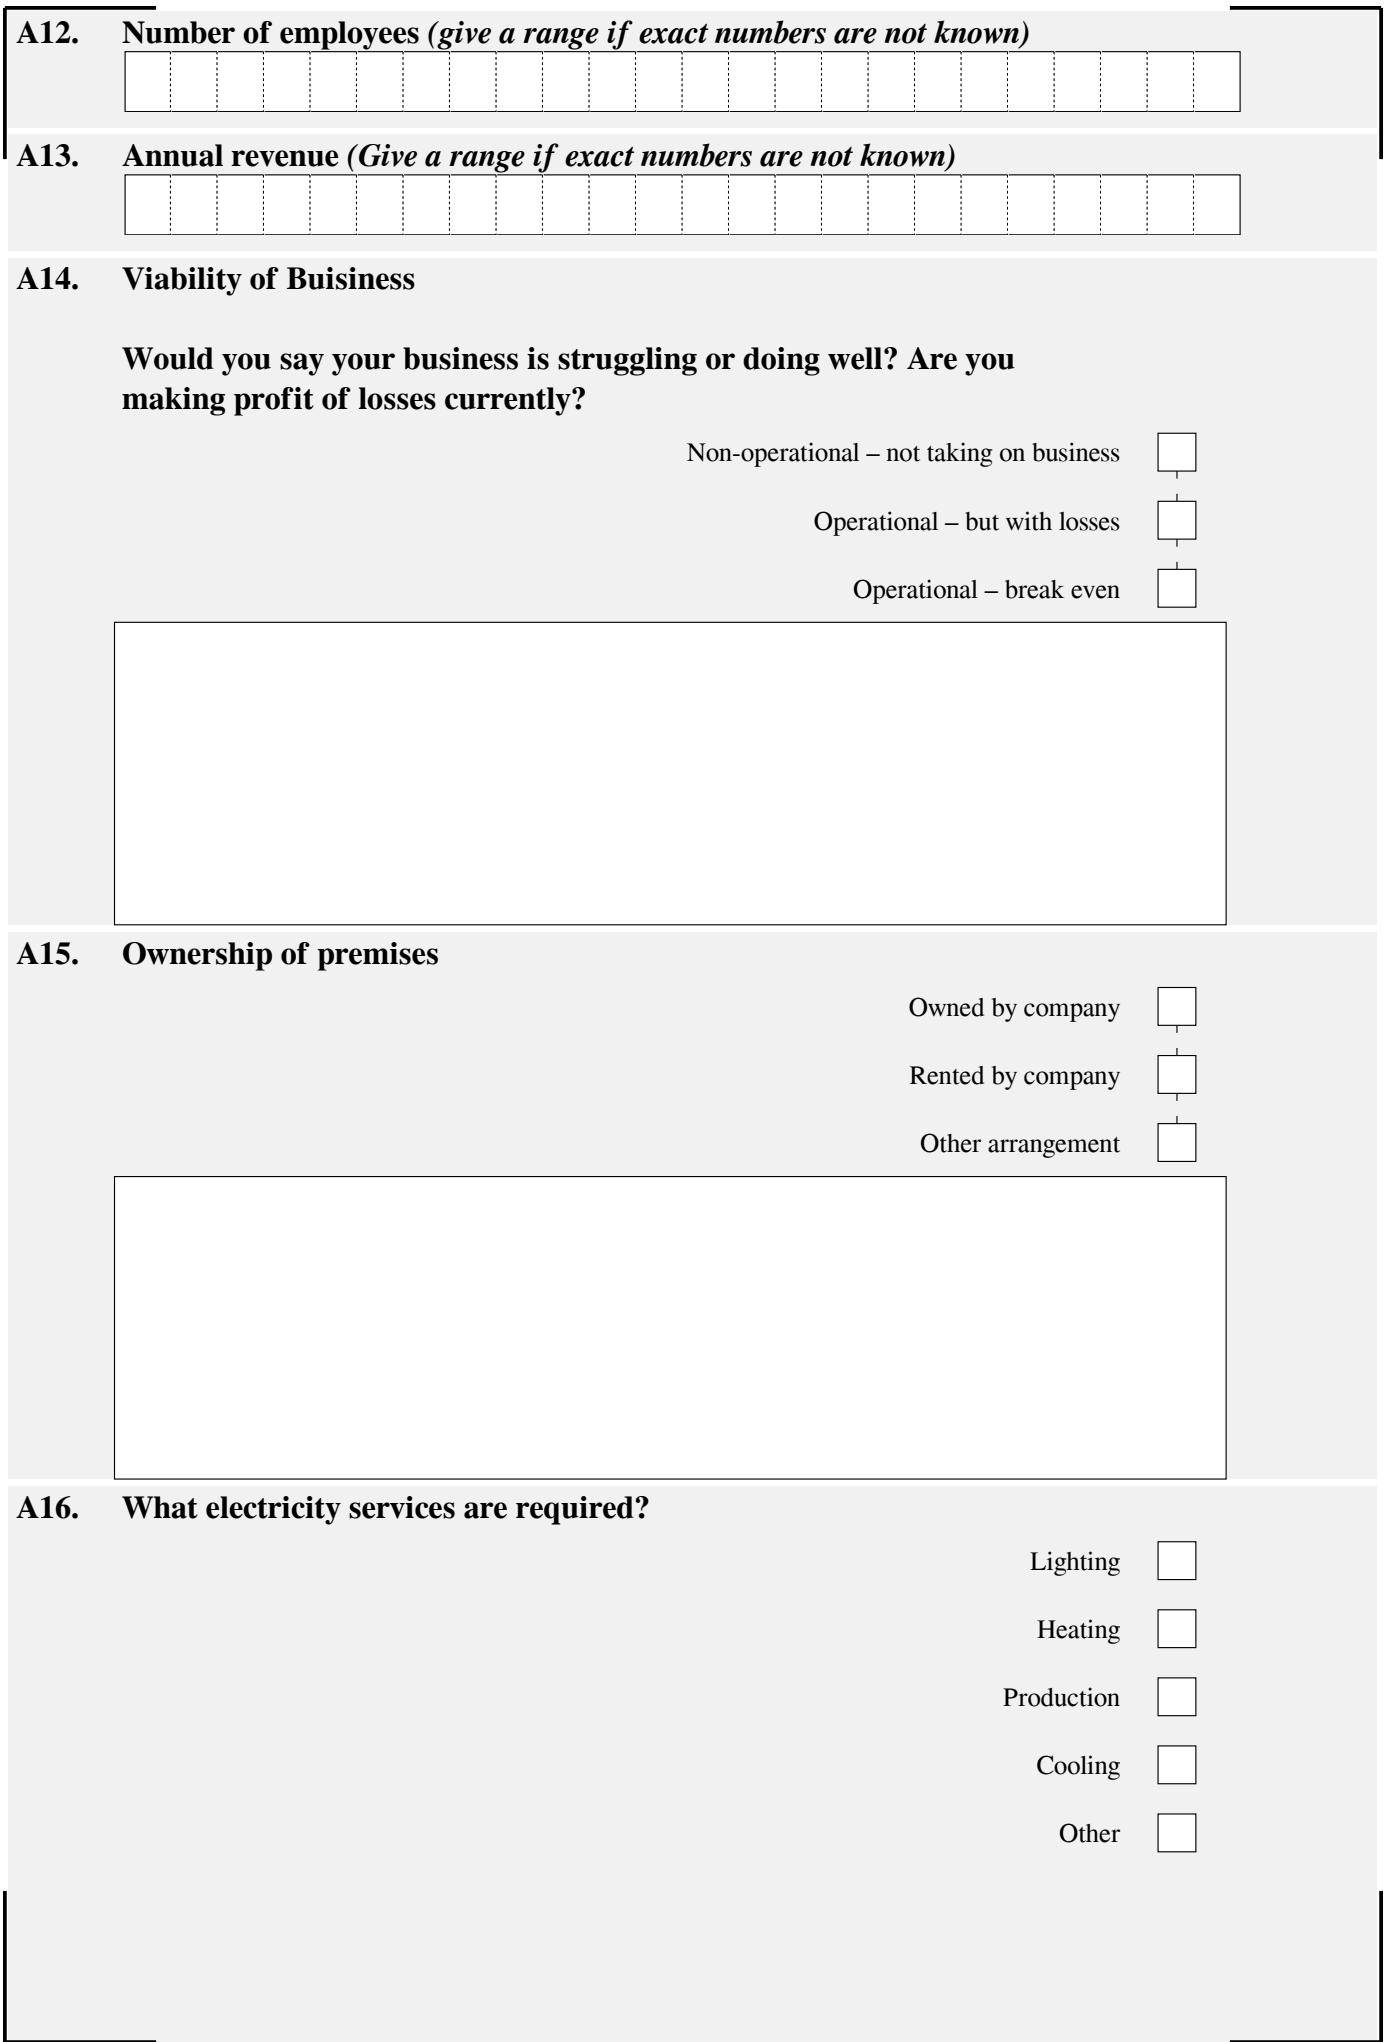 A12. Number of employees (give a range if exact numbers are not known)
A13. Annual revenue (Give a range if exact numbers are not known)
A14. Viability of Buisiness
Would you say your business is struggling or doing well? Are you
making profit of losses currently?
Non-operational – not taking on business
Operational – but with losses
Operational – break even
A15. Ownership of premises
Owned by company
Rented by company
Other arrangement
A16. What electricity services are required?
Lighting
Heating
Production
Cooling
Other